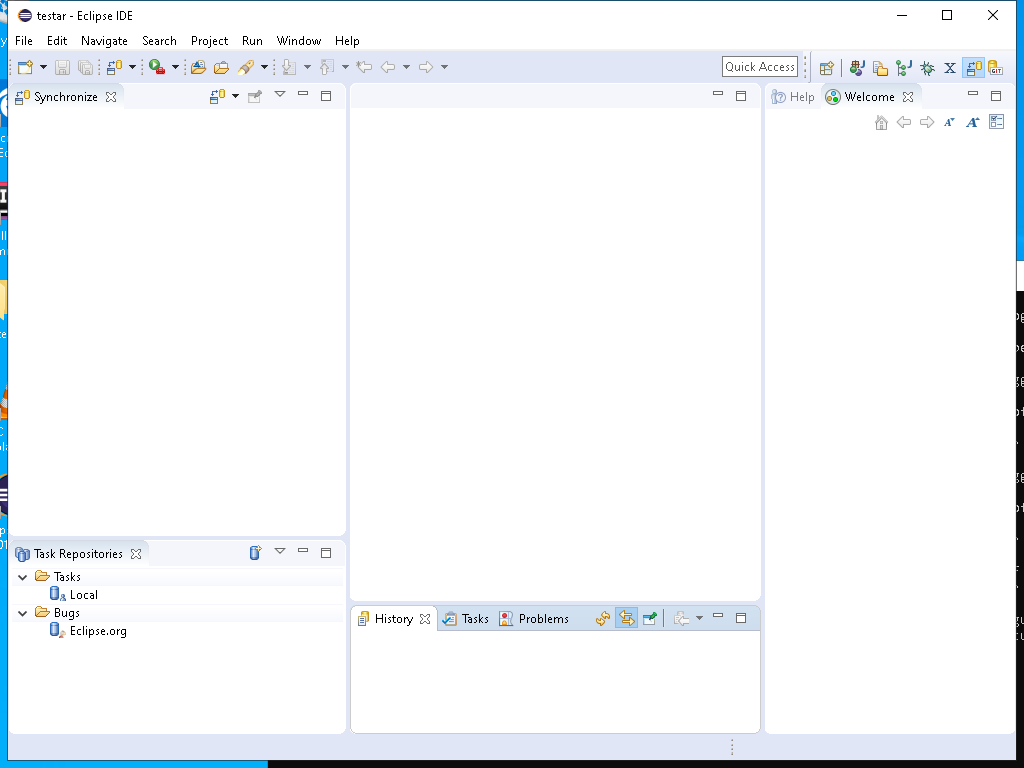 testar - Eclipse IDE
File Edit Navigate Search Project Run Window Help
Quick Access
Synchronize
Help
Welcome
Task Repositories
Tasks
Local
Bugs
Eclipse.org
History
Tasks
Problems